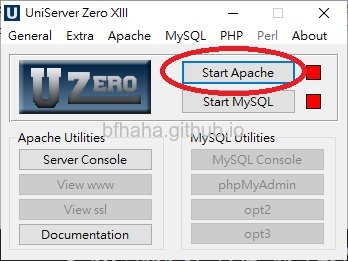 UniServer Zero XIII
General Extra Apache MySQL PHP Perl About
U ZERO
Start Apache
Start MySQL
bfhaha.github.io
Apache Utilities
Server Console
View www
View ssl
Documentation
MySQL Utilities
MySQL Console
phpMyAdmin
opt2
opt3